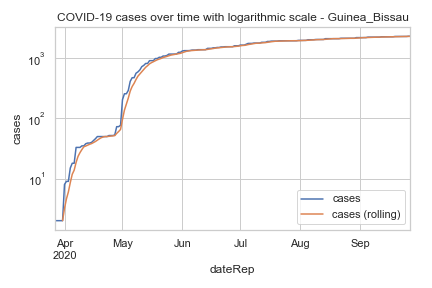 COVID-19 cases over time with logarithmic scale - Guinea_Bissau
cases
10³
10²
10¹
cases
cases (rolling)
Apr May Jun Jul Aug Sep
2020
dateRep